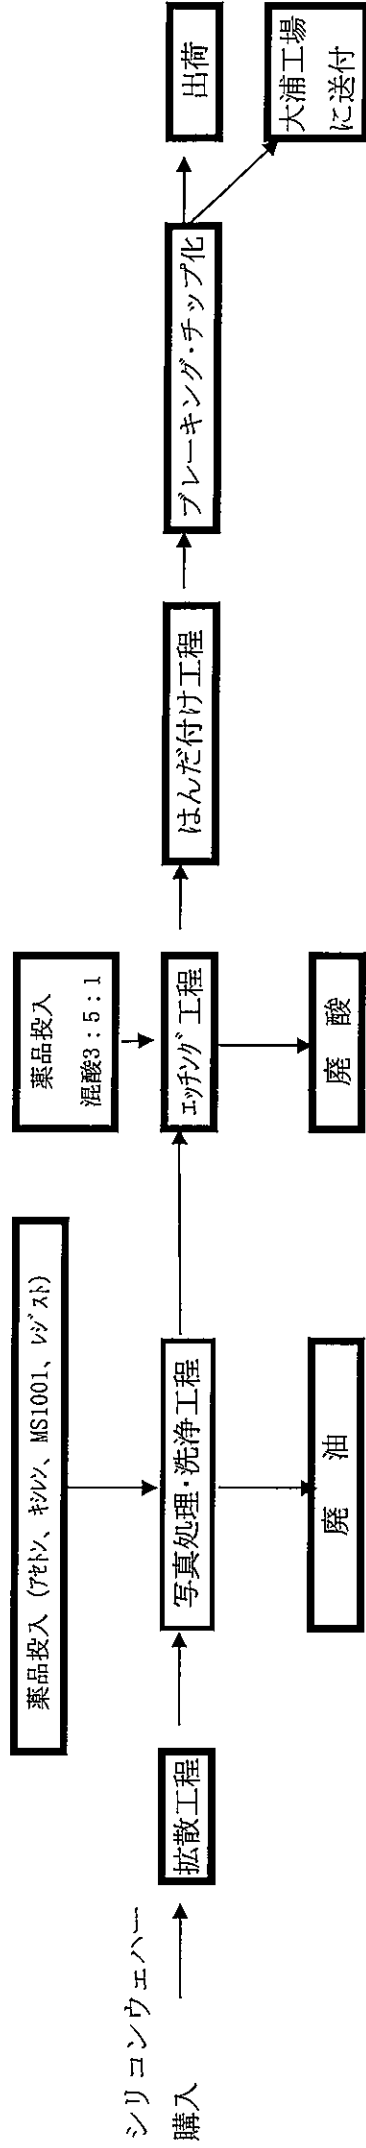 シリコンウェハー
購入
拡散工程
薬品投入 (ｱｾﾄﾝ、ｷｼﾚﾝ、MS1001、ﾚｼﾞｽﾄ)
写真処理・洗浄工程
廃　油
薬品投入
混酸3：5：1
ｴｯﾁﾝｸﾞ工程
廃　酸
はんだ付け工程
ブレーキング・チップ化
出荷
大浦工場
に送付